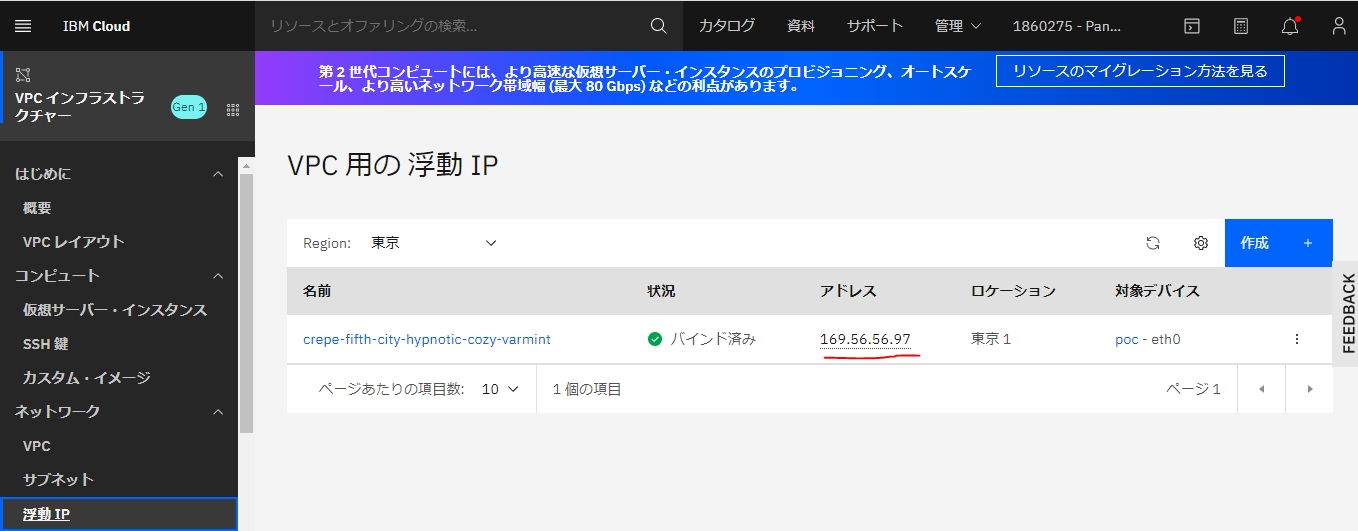 IBM Cloud
リソースとオファリングの検索...
カタログ
資料
サポート
管理
1860275 - Pan...
VPC インフラストラ
クチャー
Gen 1
第 2 世代コンピュートには、より高速な仮想サーバー・インスタンスのプロビジョニング、オートスケ
ール、より高いネットワーク帯域幅 (最大 80 Gbps) などの利点があります。
リソースのマイグレーション方法を見る
はじめに
概要
VPC レイアウト
コンピュート
仮想サーバー・インスタンス
SSH 鍵
カスタム・イメージ
ネットワーク
VPC
サブネット
浮動 IP
VPC 用の 浮動 IP
Region: 東京
作成 +
名前 状況 アドレス ロケーション 対象デバイス
crepe-fifth-city-hypnotic-cozy-varmint バインド済み 169.56.56.97 東京 1 poc - eth0
ページあたりの項目数: 10 1 個の項目 ページ 1
FEEDBACK